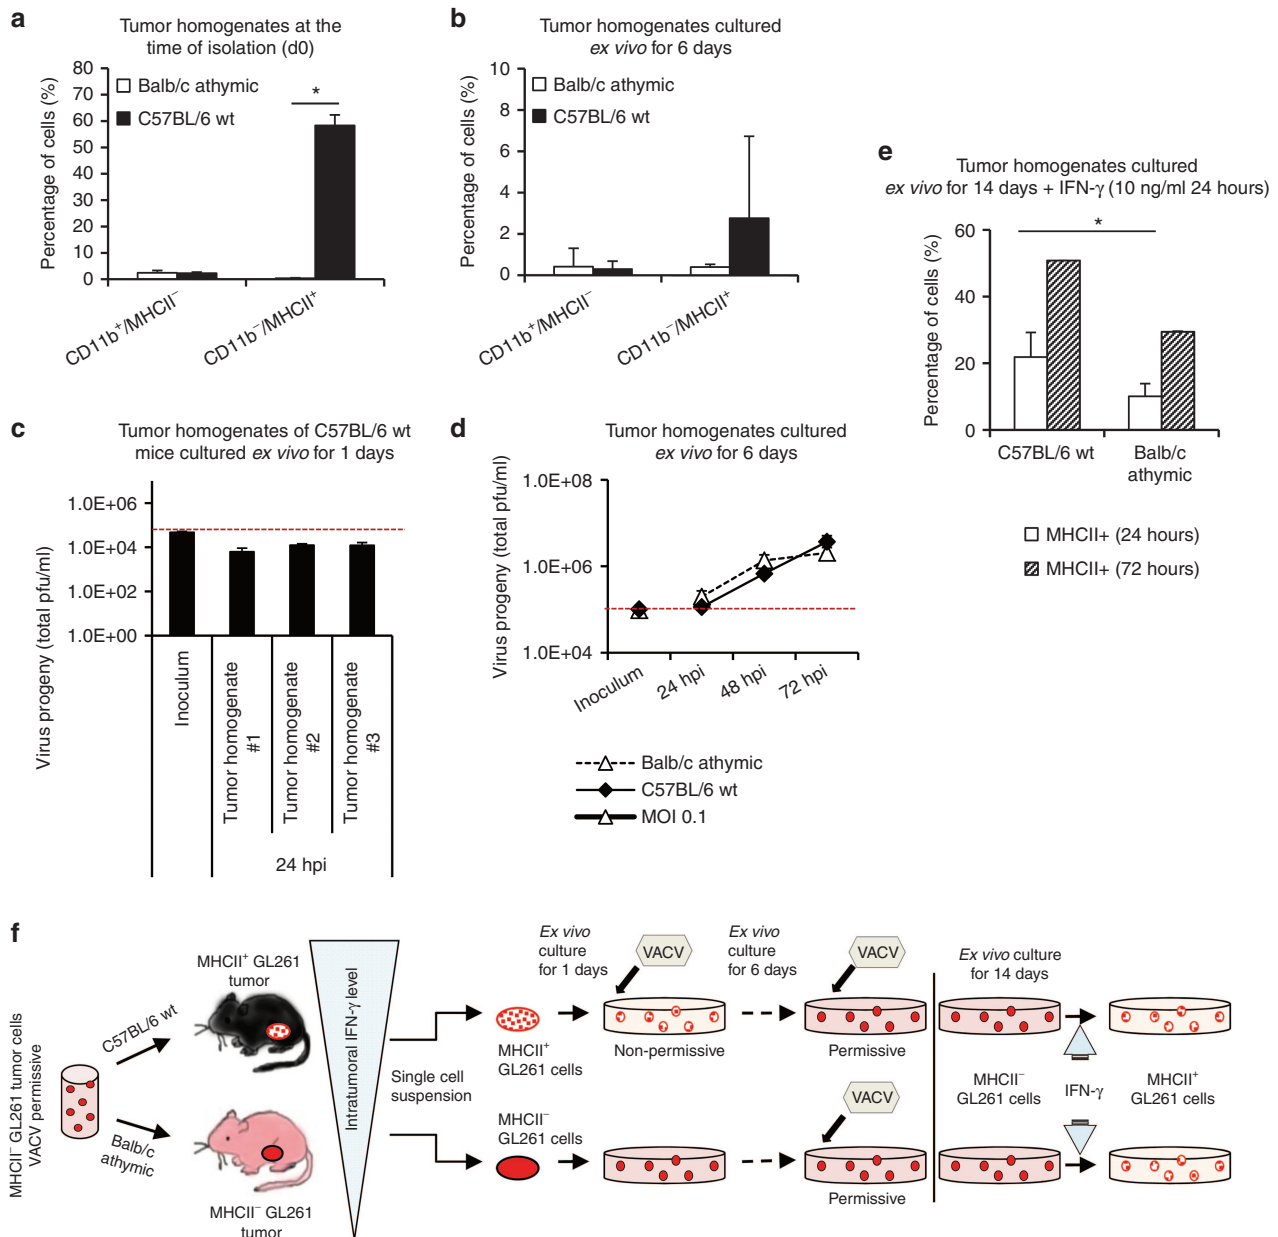 a
Tumor homogenates at the
time of isolation (d0)
Percentage of cells (%)
80
70
60
50
40
30
20
10
0
Balb/c athymic
C57BL/6 wt
*
CD11b+/MHCII−
CD11b−/MHCII+
b
Tumor homogenates cultured
ex vivo for 6 days
Percentage of cells (%)
10
8
6
4
2
0
Balb/c athymic
C57BL/6 wt
CD11b+/MHCII−
CD11b−/MHCII+
e
Tumor homogenates cultured
ex vivo for 14 days + IFN-γ (10 ng/ml 24 hours)
Percentage of cells (%)
60
40
20
0
*
C57BL/6 wt
Balb/c
athymic
MHCII+ (24 hours)
MHCII+ (72 hours)
c
Tumor homogenates of C57BL/6 wt
mice cultured ex vivo for 1 days
Virus progeny (total pfu/ml)
1.0E+06
1.0E+04
1.0E+02
1.0E+00
Inoculum
Tumor homogenate
#1
Tumor homogenate
#2
Tumor homogenate
#3
24 hpi
d
Tumor homogenates cultured
ex vivo for 6 days
Virus progeny (total pfu/ml)
1.0E+08
1.0E+06
1.0E+04
Inoculum
24 hpi
48 hpi
72 hpi
Balb/c athymic
C57BL/6 wt
MOI 0.1
f
MHCII− GL261 tumor cells
VACV permissive
C57BL/6 wt
Balb/c
athymic
MHCII+ GL261
tumor
MHCII− GL261
tumor
Intratumoral IFN-γ level
Single cell
suspension
MHCII+
GL261 cells
MHCII−
GL261 cells
Ex vivo
culture
for 1 days
VACV
Non-permissive
Ex vivo
culture
for 6 days
VACV
Permissive
VACV
Permissive
Ex vivo culture
for 14 days
MHCII−
GL261 cells
IFN-γ
MHCII+
GL261 cells